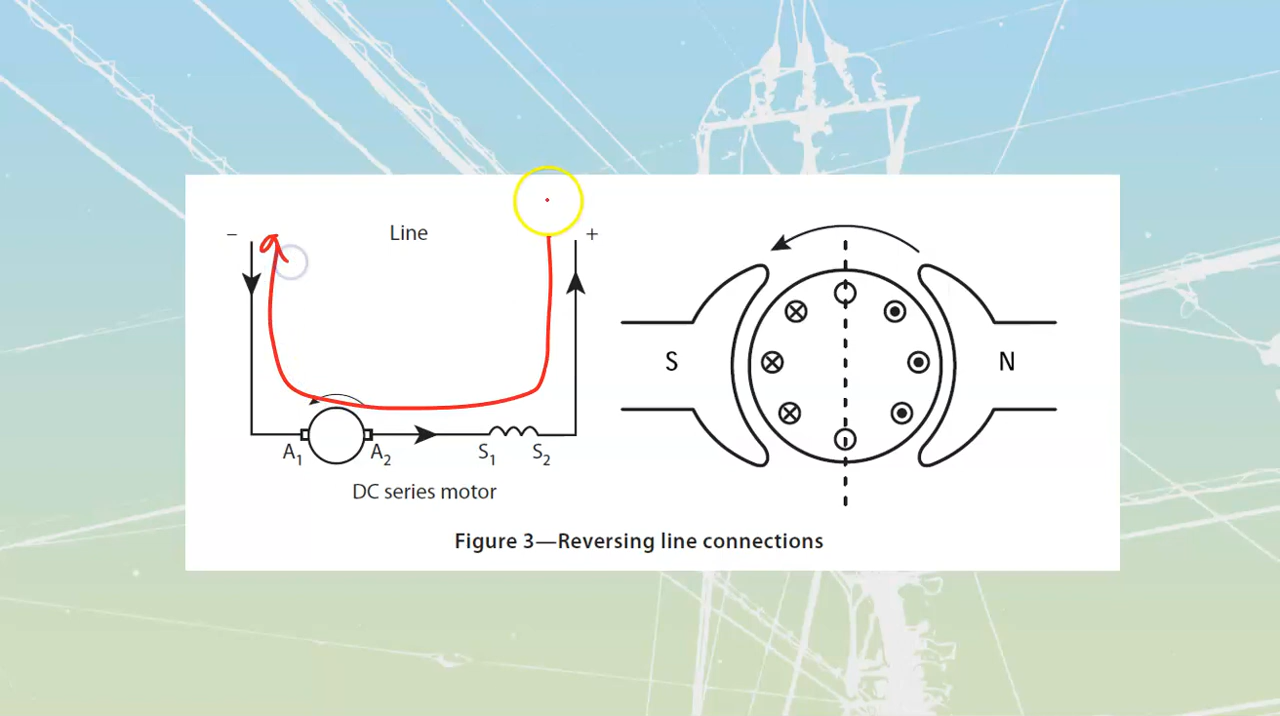 − Line +
S N
A1 A2 S1 S2
DC series motor
Figure 3—Reversing line connections